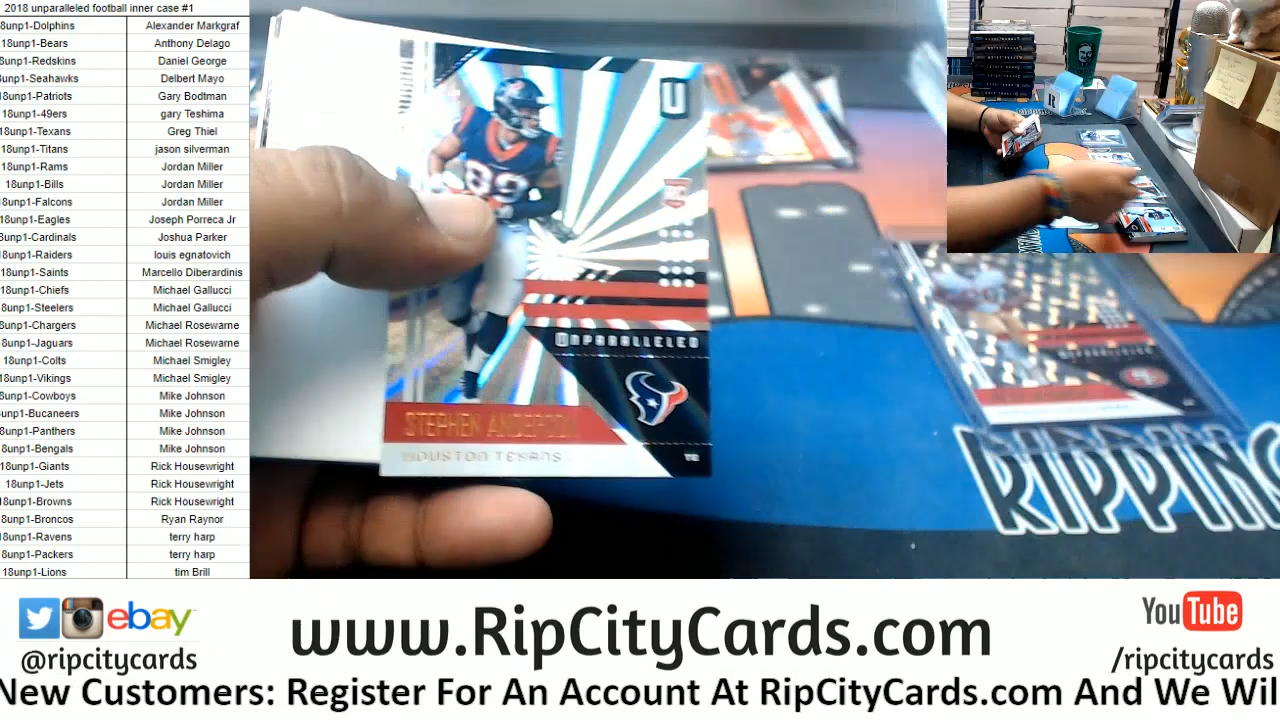 2018 unparalleled football inner case #1
8unp1-Dolphins Alexander Markgraf
18unp1-Bears Anthony Delago
8unp1-Redskins Daniel George
8unp1-Seahawks Delbert Mayo
8unp1-Patriots Gary Bodtman
18unp1-49ers gary Teshima
18unp1-Texans Greg Thiel
18unp1-Titans jason silverman
18unp1-Rams Jordan Miller
18unp1-Bills Jordan Miller
18unp1-Falcons Jordan Miller
18unp1-Eagles Joseph Porreca Jr
8unp1-Cardinals Joshua Parker
18unp1-Raiders louis egnatovich
18unp1-Saints Marcello Diberardinis
18unp1-Chiefs Michael Gallucci
8unp1-Steelers Michael Gallucci
8unp1-Chargers Michael Rosewarne
8unp1-Jaguars Michael Rosewarne
18unp1-Colts Michael Smigley
18unp1-Vikings Michael Smigley
8unp1-Cowboys Mike Johnson
unp1-Bucaneers Mike Johnson
8unp1-Panthers Mike Johnson
8unp1-Bengals Mike Johnson
18unp1-Giants Rick Housewright
18unp1-Jets Rick Housewright
18unp1-Browns Rick Housewright
8unp1-Broncos Ryan Raynor
18unp1-Ravens terry harp
8unp1-Packers terry harp
18unp1-Lions tim Brill
U
89
UNPARALLELED
STEPHEN ANDERSON
HOUSTON TEXANS
TE
RIPPING
ebay
@ripcitycards
www.RipCityCards.com
YouTube
/ripcitycards
New Customers: Register For An Account At RipCityCards.com And We Wil